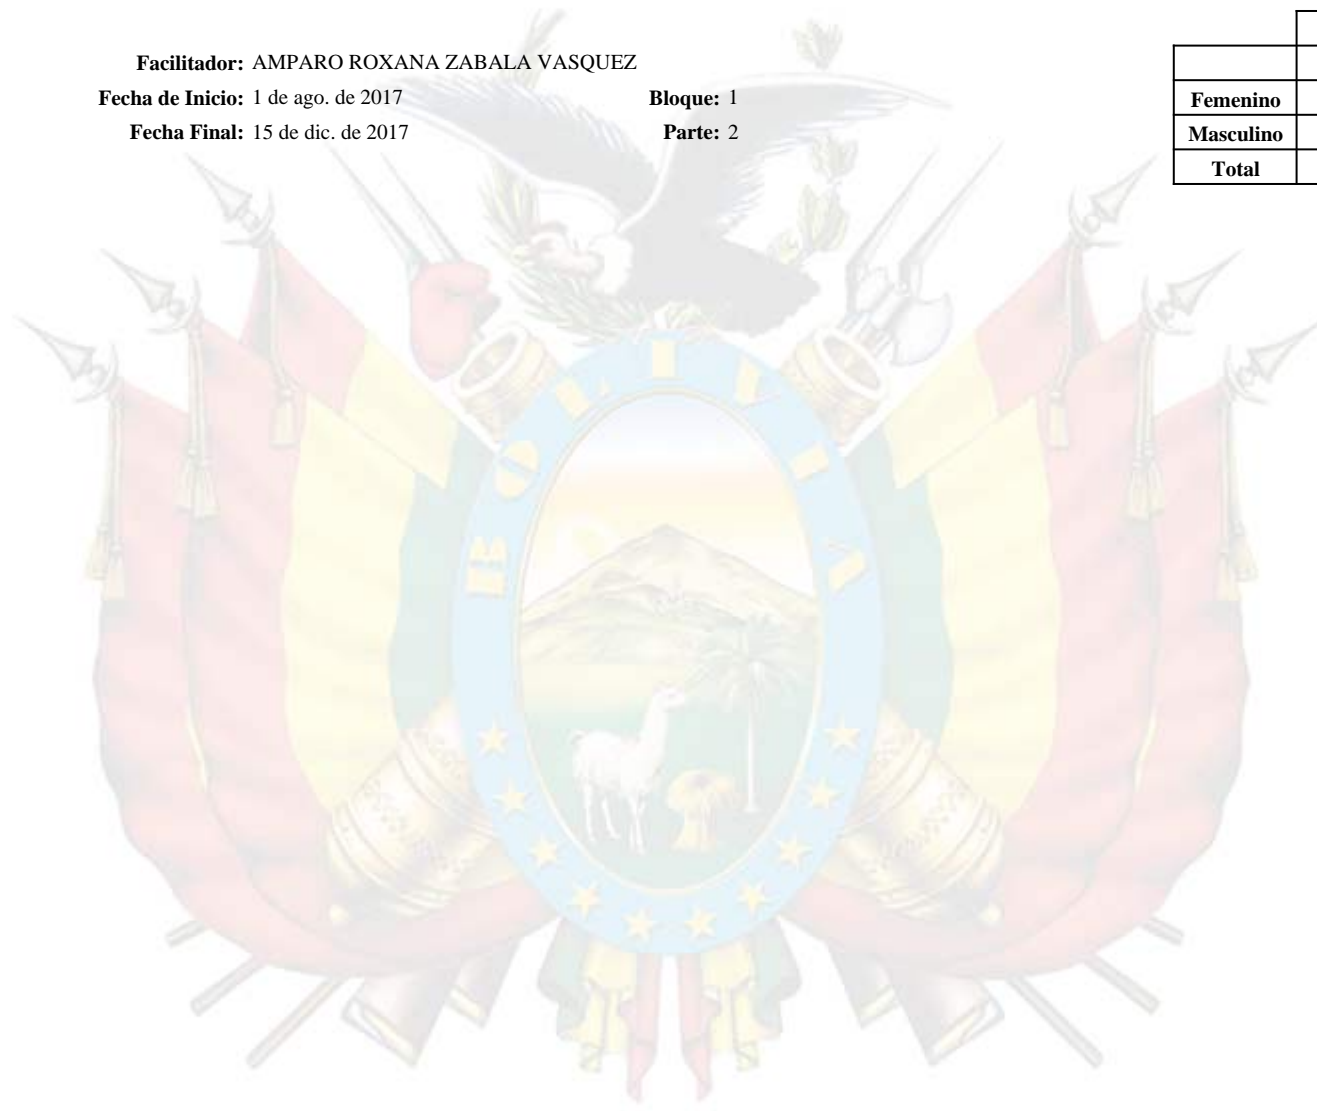 Facilitador: AMPARO ROXANA ZABALA VASQUEZ
Fecha de Inicio: 1 de ago. de 2017 Bloque: 1
Fecha Final: 15 de dic. de 2017 Parte: 2
Femenino
Masculino
Total
BOLIVIA